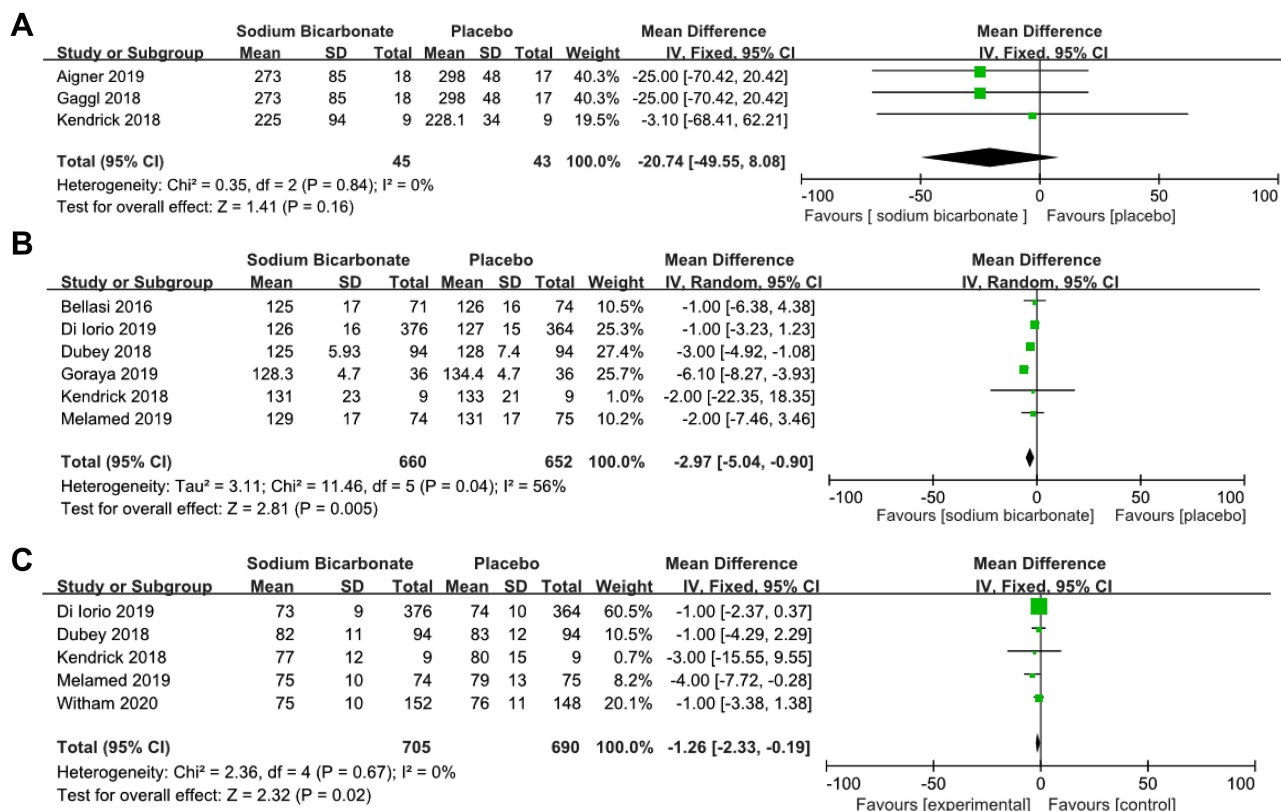 A
Sodium Bicarbonate Placebo Mean Difference Mean Difference
Study or Subgroup Mean SD Total Mean SD Total Weight IV, Fixed, 95% CI IV, Fixed, 95% CI
Aigner 2019 273 85 18 298 48 17 40.3% -25.00 [-70.42, 20.42]
Gaggl 2018 273 85 18 298 48 17 40.3% -25.00 [-70.42, 20.42]
Kendrick 2018 225 94 9 228.1 34 9 19.5% -3.10 [-68.41, 62.21]
Total (95% CI) 45 43 100.0% -20.74 [-49.55, 8.08]
Heterogeneity: Chi² = 0.35, df = 2 (P = 0.84); I² = 0%
Test for overall effect: Z = 1.41 (P = 0.16)
-100 -50 0 50 100
Favours [ sodium bicarbonate ] Favours [placebo]
B
Sodium Bicarbonate Placebo Mean Difference Mean Difference
Study or Subgroup Mean SD Total Mean SD Total Weight IV, Random, 95% CI IV, Random, 95% CI
Bellasi 2016 125 17 71 126 16 74 10.5% -1.00 [-6.38, 4.38]
Di Iorio 2019 126 16 376 127 15 364 25.3% -1.00 [-3.23, 1.23]
Dubey 2018 125 5.93 94 128 7.4 94 27.4% -3.00 [-4.92, -1.08]
Goraya 2019 128.3 4.7 36 134.4 4.7 36 25.7% -6.10 [-8.27, -3.93]
Kendrick 2018 131 23 9 133 21 9 1.0% -2.00 [-22.35, 18.35]
Melamed 2019 129 17 74 131 17 75 10.2% -2.00 [-7.46, 3.46]
Total (95% CI) 660 652 100.0% -2.97 [-5.04, -0.90]
Heterogeneity: Tau² = 3.11; Chi² = 11.46, df = 5 (P = 0.04); I² = 56%
Test for overall effect: Z = 2.81 (P = 0.005)
-100 -50 0 50 100
Favours [sodium bicarbonate] Favours [placebo]
C
Sodium Bicarbonate Placebo Mean Difference Mean Difference
Study or Subgroup Mean SD Total Mean SD Total Weight IV, Fixed, 95% CI IV, Fixed, 95% CI
Di Iorio 2019 73 9 376 74 10 364 60.5% -1.00 [-2.37, 0.37]
Dubey 2018 82 11 94 83 12 94 10.5% -1.00 [-4.29, 2.29]
Kendrick 2018 77 12 9 80 15 9 0.7% -3.00 [-15.55, 9.55]
Melamed 2019 75 10 74 79 13 75 8.2% -4.00 [-7.72, -0.28]
Witham 2020 75 10 152 76 11 148 20.1% -1.00 [-3.38, 1.38]
Total (95% CI) 705 690 100.0% -1.26 [-2.33, -0.19]
Heterogeneity: Chi² = 2.36, df = 4 (P = 0.67); I² = 0%
Test for overall effect: Z = 2.32 (P = 0.02)
-100 -50 0 50 100
Favours [experimental] Favours [control]